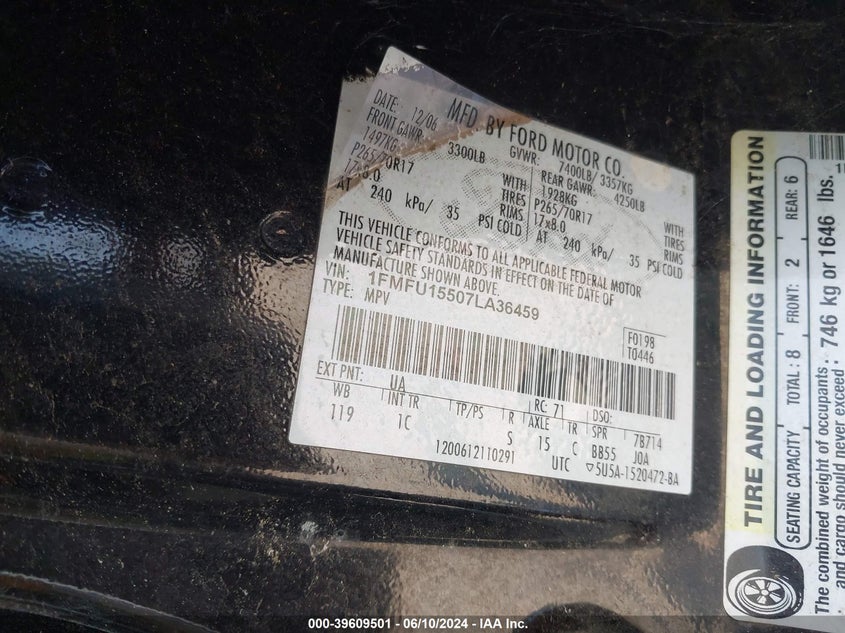 MFD. BY FORD MOTOR CO.
DATE: 12/06 GVWR: 7400LB/ 3357KG
FRONT GAWR: 3300LB REAR GAWR: 4250LB
1497KG WITH 1928KG WITH
P265/70R17 TIRES P265/70R17 TIRES
17x8.0 RIMS 17x8.0 RIMS
AT 240 kPa/ 35 PSI COLD AT 240 kPa/ 35 PSI COLD
THIS VEHICLE CONFORMS TO ALL APPLICABLE FEDERAL MOTOR
VEHICLE SAFETY STANDARDS IN EFFECT ON THE DATE OF
MANUFACTURE SHOWN ABOVE.
VIN: 1FMFU15507LA36459
TYPE: MPV
F0198
T0446
EXT PNT: UA RC: 71 DSO:
WB INT TR TP/PS R AXLE TR SPR 7B714
119 1C S 15 C BB55 J0A
12006121T029T UTC ▽5U5A-1520472-BA
TIRE AND LOADING INFORMATION
SEATING CAPACITY TOTAL: 8 FRONT: 2 REAR: 6
The combined weight of occupants
and cargo should never exceed: 746 kg or 1646 lbs.
000-39609501 - 06/10/2024 - IAA Inc.